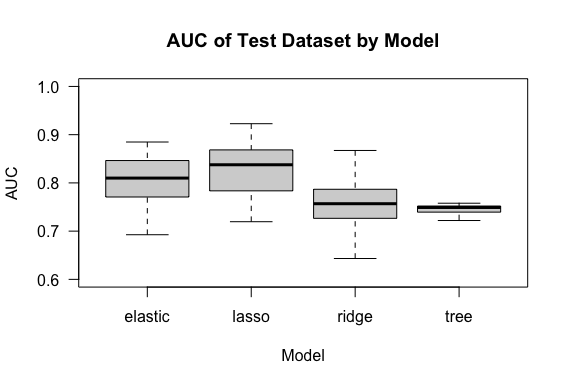 AUC of Test Dataset by Model
1.0
0.9
0.8
0.7
0.6
AUC
elastic lasso ridge tree
Model